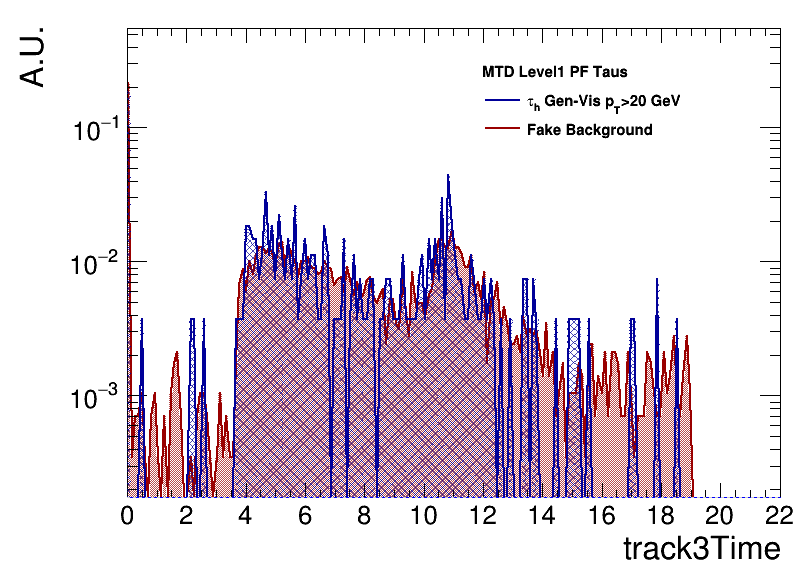 A.U.
MTD Level1 PF Taus
τh Gen-Vis pT>20 GeV
Fake Background
10−1
10−2
10−3
0 2 4 6 8 10 12 14 16 18 20 22
track3Time